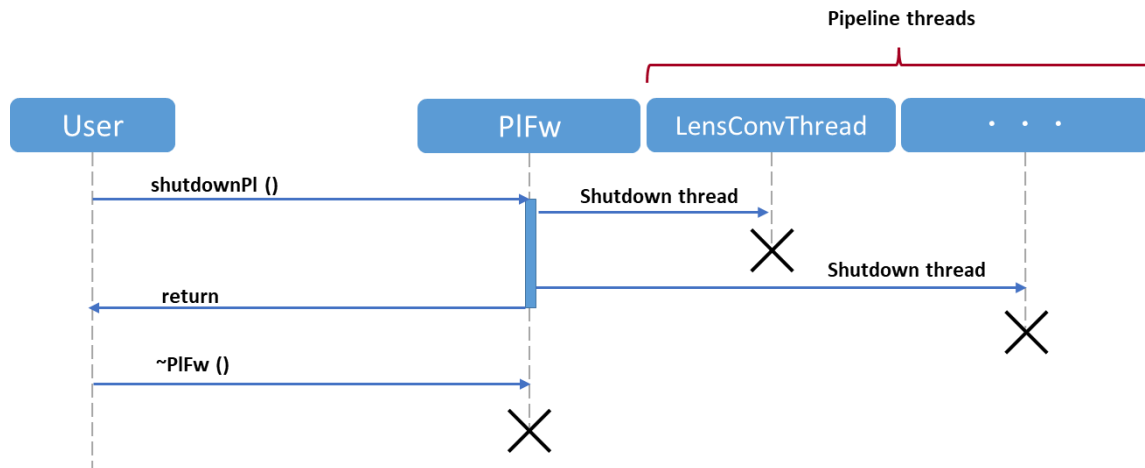 Pipeline threads
User
PlFw
LensConvThread
. . .
shutdownPl ()
Shutdown thread
Shutdown thread
return
~PlFw ()